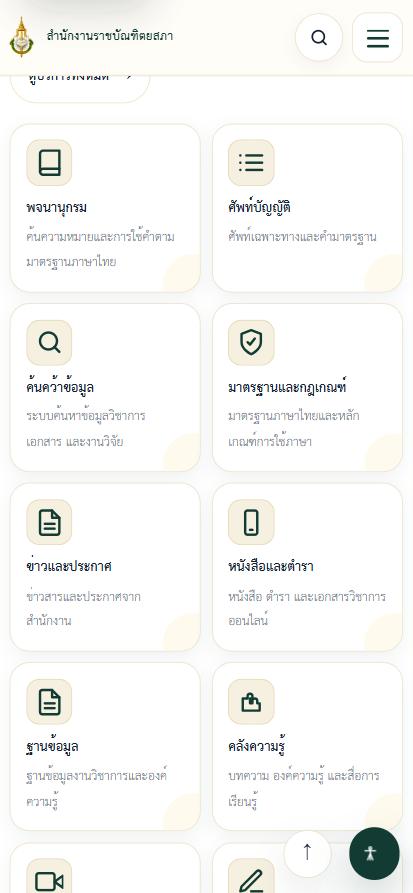 สำนักงานราชบัณฑิตยสภา
ดูบริการทั้งหมด
พจนานุกรม
ค้นความหมายและการใช้คำตาม
มาตรฐานภาษาไทย
ศัพท์บัญญัติ
ศัพท์เฉพาะทางและคำมาตรฐาน
ค้นคว้าข้อมูล
ระบบค้นหาข้อมูลวิชาการ
เอกสาร และงานวิจัย
มาตรฐานและกฎเกณฑ์
มาตรฐานภาษาไทยและหลัก
เกณฑ์การใช้ภาษา
ข่าวและประกาศ
ข่าวสารและประกาศจาก
สำนักงาน
หนังสือและตำรา
หนังสือ ตำรา และเอกสารวิชาการ
ออนไลน์
ฐานข้อมูล
ฐานข้อมูลงานวิชาการและองค์
ความรู้
คลังความรู้
บทความ องค์ความรู้ และสื่อการ
เรียนรู้